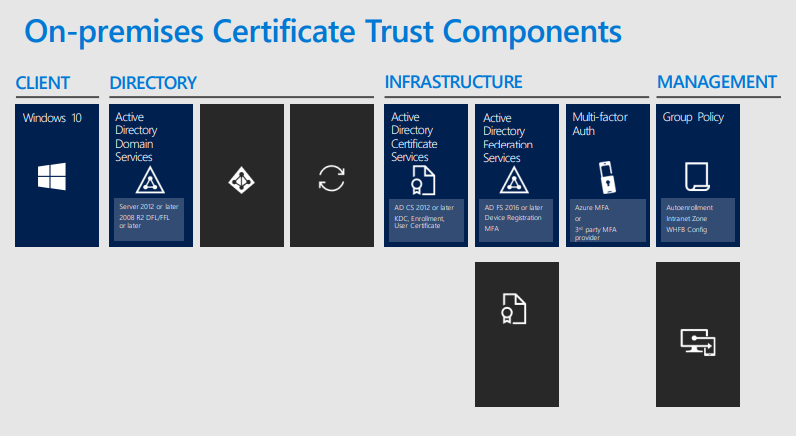 On-premises Certificate Trust Components
CLIENT
DIRECTORY
INFRASTRUCTURE
MANAGEMENT
Windows 10
Active
Directory
Domain
Services
Server 2012 or later
2008 R2 DFL/FFL
or later
Active
Directory
Certificate
Services
AD CS 2012 or later
KDC, Enrollment,
User Certificate
Active
Directory
Federation
Services
AD FS 2016 or later
Device Registration
MFA
Multi-factor
Auth
Azure MFA
or
3rd party MFA
provider
Group Policy
Autoenrollment
Intranet Zone
WHFB Config